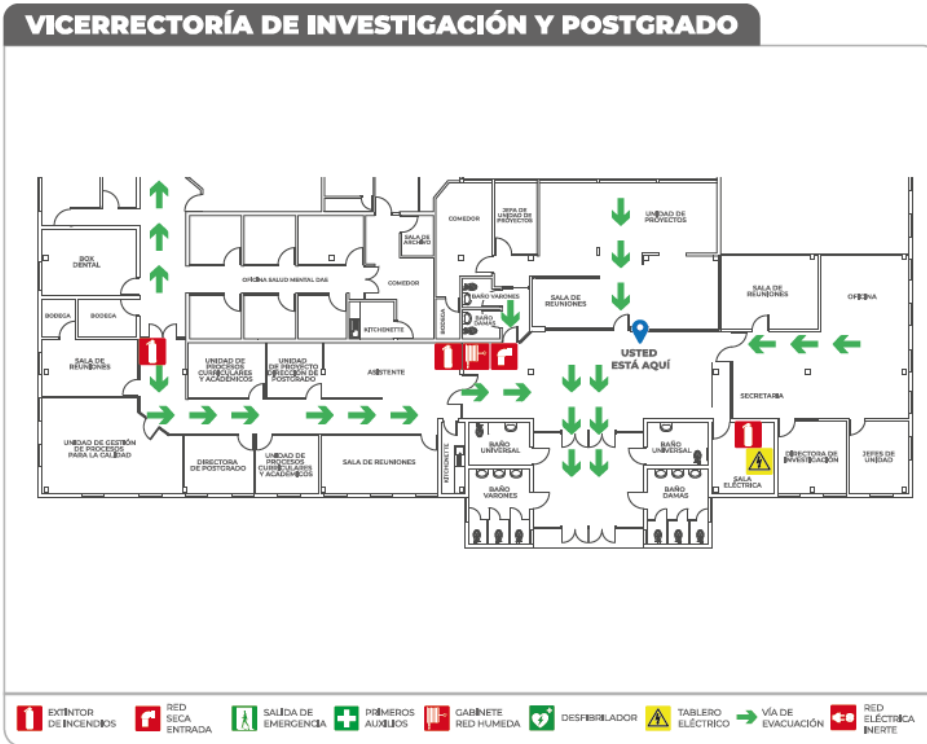 VICERRECTORÍA DE INVESTIGACIÓN Y POSTGRADO
COMEDOR
JEFA DE
UNIDAD DE
PROYECTOS
UNIDAD DE
PROYECTOS
SALA DE
ARCHIVO
BOX
DENTAL
OFICINA SALUD MENTAL DAE
COMEDOR
BAÑO VARONES
SALA DE
REUNIONES
SALA DE
REUNIONES
OFICINA
BODEGA
BODEGA
BODEGA
BAÑO
DAMAS
KITCHENETTE
USTED
ESTÁ AQUÍ
SALA DE
REUNIONES
UNIDAD DE
PROCESOS
CURRICULARES
Y ACADÉMICOS
UNIDAD
DE PROYECTO
DIRECCIÓN DE
POSTGRADO
ASISTENTE
SECRETARIA
UNIDAD DE GESTIÓN
DE PROCESOS
PARA LA CALIDAD
DIRECTORA
DE POSTGRADO
UNIDAD DE
PROCESOS
CURRICULARES
Y ACADÉMICOS
SALA DE REUNIONES
KITCHENETTE
BAÑO
UNIVERSAL
BAÑO
UNIVERSAL
BAÑO
VARONES
BAÑO
DAMAS
SALA
ELÉCTRICA
DIRECTORA DE
INVESTIGACIÓN
JEFES DE
UNIDAD
EXTINTOR
DE INCENDIOS
RED
SECA
ENTRADA
SALIDA DE
EMERGENCIA
PRIMEROS
AUXILIOS
GABINETE
RED HUMEDA
DESFIBRILADOR
TABLERO
ELÉCTRICO
VÍA DE
EVACUACIÓN
RED
ELÉCTRICA
INERTE